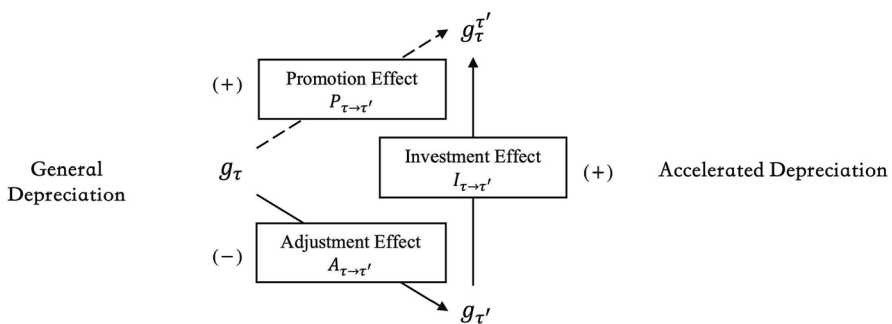 g_τ^τ′
(+)
Promotion Effect
P_τ→τ′
General
Depreciation
g_τ
Investment Effect
I_τ→τ′
(+)
Accelerated Depreciation
(−)
Adjustment Effect
A_τ→τ′
g_τ′